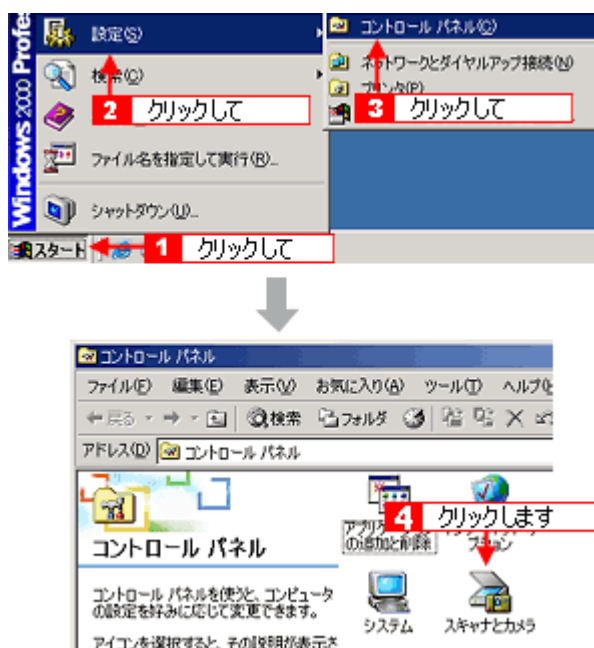 Windows 2000 Profe
設定(S)
コントロール パネル(C)
検索(C)
ネットワークとダイヤルアップ接続(N)
プリンタ(P)
2 クリックして
3 クリックして
ファイル名を指定して実行(R)...
シャットダウン(U)...
スタート
1 クリックして
コントロール パネル
ファイル(F) 編集(E) 表示(V) お気に入り(A) ツール(T) ヘルプ(
戻る 検索 フォルダ
アドレス(D) コントロール パネル
4 クリックします
アプリ
の追加と削除
コントロール パネル
コントロール パネルを使うと、コンピュータ
の設定を好みに応じて変更できます。
システム スキャナとカメラ
アイコンを選択すると、その説明が表示さ